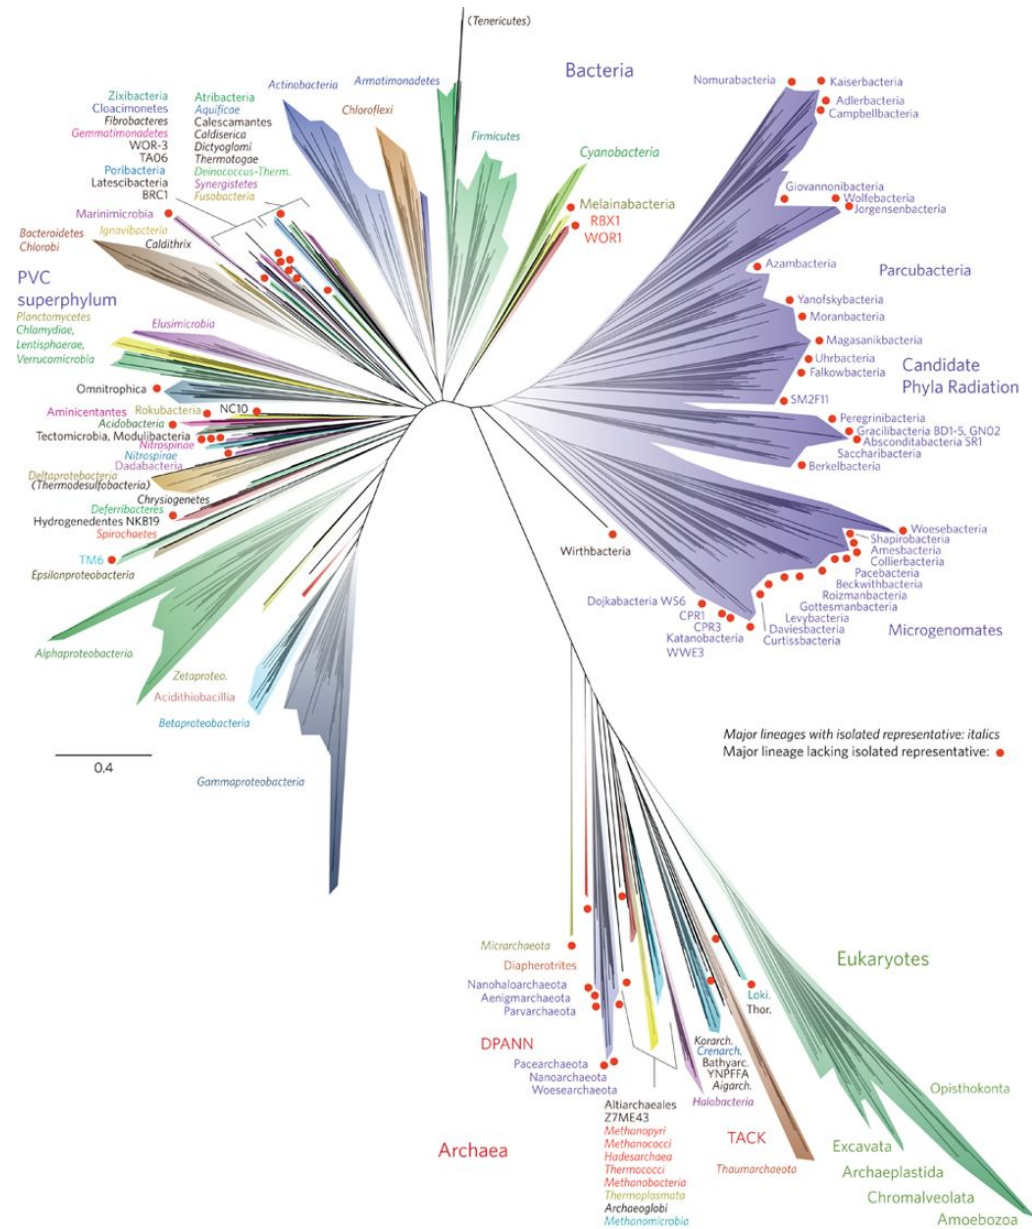 (Tenericutes)
Bacteria
Actinobacteria
Armatimonadetes
Nomurabacteria
Kaiserbacteria
Zixibacteria
Cloacimonetes
Fibrobacteres
Gemmatimonadetes
WOR-3
TA06
Poribacteria
Latescibacteria
BRC1
Atribacteria
Aquificae
Calescamantes
Caldiserica
Dictyoglomi
Thermotogae
Deinococcus-Therm.
Synergistetes
Fusobacteria
Chloroflexi
Firmicutes
Cyanobacteria
Adlerbacteria
Campbellbacteria
Melainabacteria
RBX1
WOR1
Giovannonibacteria
Wolfebacteria
Jorgensenbacteria
Marinimicrobia
Bacteroidetes
Chlorobi
Ignavibacteria
Caldithrix
Azambacteria
Parcubacteria
PVC
superphylum
Planctomycetes
Chlamydiae,
Lentisphaerae,
Verrucomicrobia
Elusimicrobia
Yanofskybacteria
Moranbacteria
Magasanikbacteria
Uhrbacteria
Falkowbacteria
Candidate
Phyla Radiation
SM2F11
Omnitrophica
Aminicentantes
Rokubacteria
NC10
Acidobacteria
Tectomicrobia, Modulibacteria
Nitrospinae
Nitrospirae
Dadabacteria
Deltaprotebacteria
(Thermodesulfobacteria)
Chrysiogenetes
Deferribacteres
Hydrogenedentes NKB19
Spirochaetes
TM6
Epsilonproteobacteria
Peregrinibacteria
Gracilibacteria BD1-5, GN02
Absconditabacteria SR1
Saccharibacteria
Berkelbacteria
Woesebacteria
Shapirobacteria
Amesbacteria
Collierbacteria
Pacebacteria
Beckwithbacteria
Roizmanbacteria
Gottesmanbacteria
Levybacteria
Daviesbacteria
Curtissbacteria
Wirthbacteria
Dojkabacteria WS6
CPR1
CPR3
Katanobacteria
WWE3
Microgenomates
Alphaproteobacteria
Zetaproteo.
Acidithiobacillia
Betaproteobacteria
Gammaproteobacteria
0.4
Major lineages with isolated representative: italics
Major lineage lacking isolated representative:
Micrarchaeota
Diapherotrites
Nanohaloarchaeota
Aenigmarchaeota
Parvarchaeota
DPANN
Pacearchaeota
Nanoarchaeota
Woesearchaeota
Archaea
Altiarchaeales
Z7ME43
Methanopyri
Methanococci
Hadesarchaea
Thermococci
Methanobacteria
Thermoplasmata
Archaeoglobi
Methanomicrobia
Halobacteria
Korarch.
Crenarch.
Bathyarc.
YNPFFA
Aigarch.
TACK
Thaumarchaeota
Loki.
Thor.
Eukaryotes
Opisthokonta
Excavata
Archaeplastida
Chromalveolata
Amoebozoa